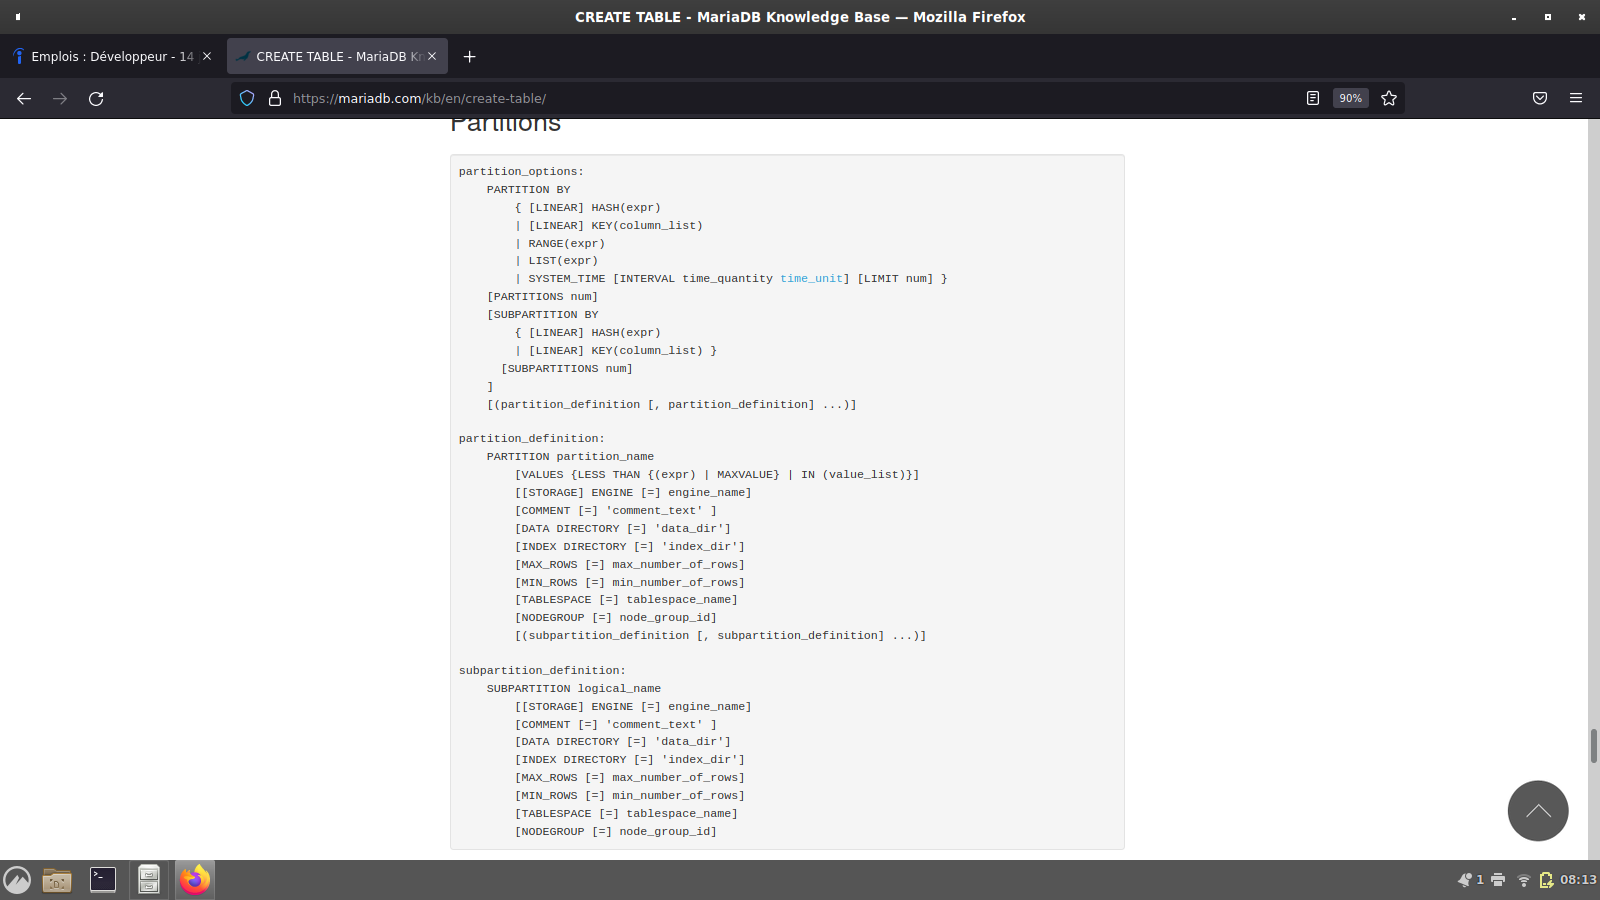 CREATE TABLE - MariaDB Knowledge Base — Mozilla Firefox
Emplois : Développeur - 14
CREATE TABLE - MariaDB Kn
https://mariadb.com/kb/en/create-table/
90%
Partitions
partition_options:
    PARTITION BY
        { [LINEAR] HASH(expr)
        | [LINEAR] KEY(column_list)
        | RANGE(expr)
        | LIST(expr)
        | SYSTEM_TIME [INTERVAL time_quantity time_unit] [LIMIT num] }
    [PARTITIONS num]
    [SUBPARTITION BY
        { [LINEAR] HASH(expr)
        | [LINEAR] KEY(column_list) }
      [SUBPARTITIONS num]
    ]
    [(partition_definition [, partition_definition] ...)]
partition_definition:
    PARTITION partition_name
        [VALUES {LESS THAN {(expr) | MAXVALUE} | IN (value_list)}]
        [[STORAGE] ENGINE [=] engine_name]
        [COMMENT [=] 'comment_text' ]
        [DATA DIRECTORY [=] 'data_dir']
        [INDEX DIRECTORY [=] 'index_dir']
        [MAX_ROWS [=] max_number_of_rows]
        [MIN_ROWS [=] min_number_of_rows]
        [TABLESPACE [=] tablespace_name]
        [NODEGROUP [=] node_group_id]
        [(subpartition_definition [, subpartition_definition] ...)]
subpartition_definition:
    SUBPARTITION logical_name
        [[STORAGE] ENGINE [=] engine_name]
        [COMMENT [=] 'comment_text' ]
        [DATA DIRECTORY [=] 'data_dir']
        [INDEX DIRECTORY [=] 'index_dir']
        [MAX_ROWS [=] max_number_of_rows]
        [MIN_ROWS [=] min_number_of_rows]
        [TABLESPACE [=] tablespace_name]
        [NODEGROUP [=] node_group_id]
1
08:13